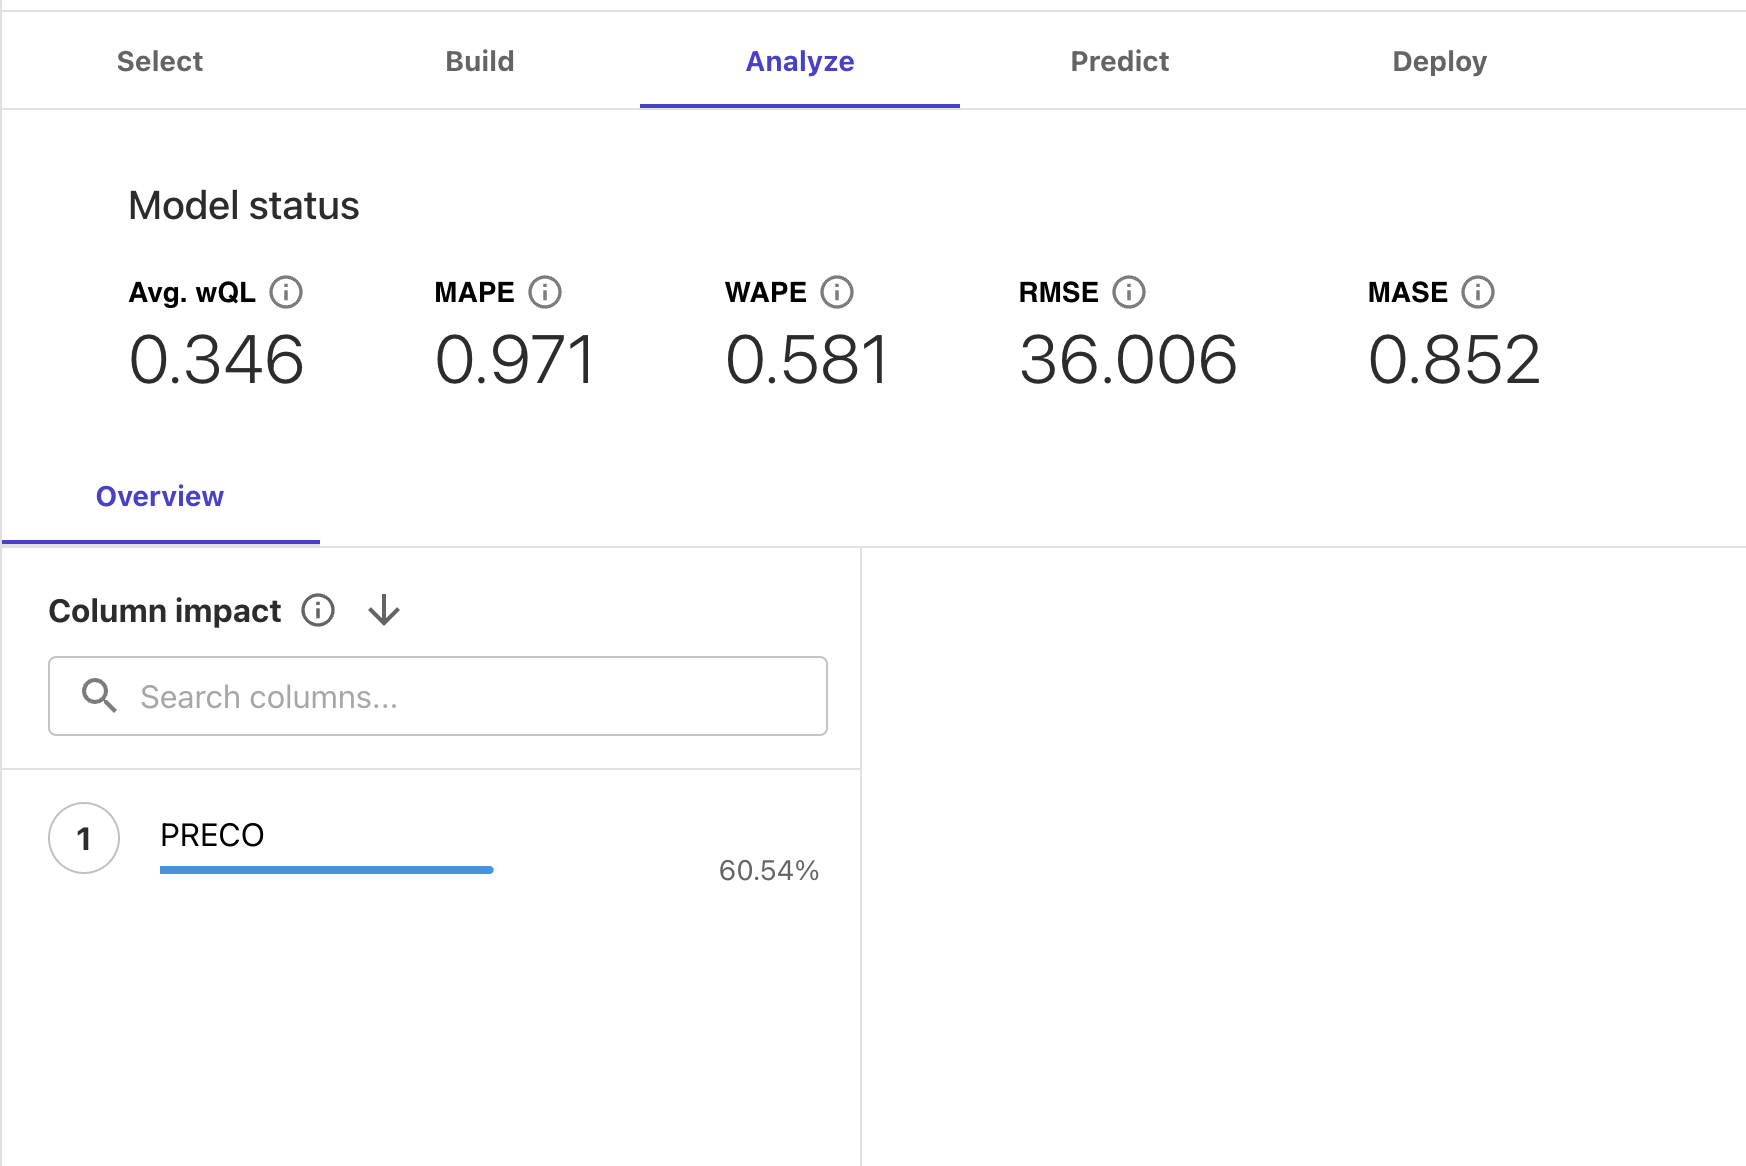 Select Build Analyze Predict Deploy
Model status
Avg. wQL MAPE WAPE RMSE MASE
0.346 0.971 0.581 36.006 0.852
Overview
Column impact
Search columns...
1 PRECO
60.54%